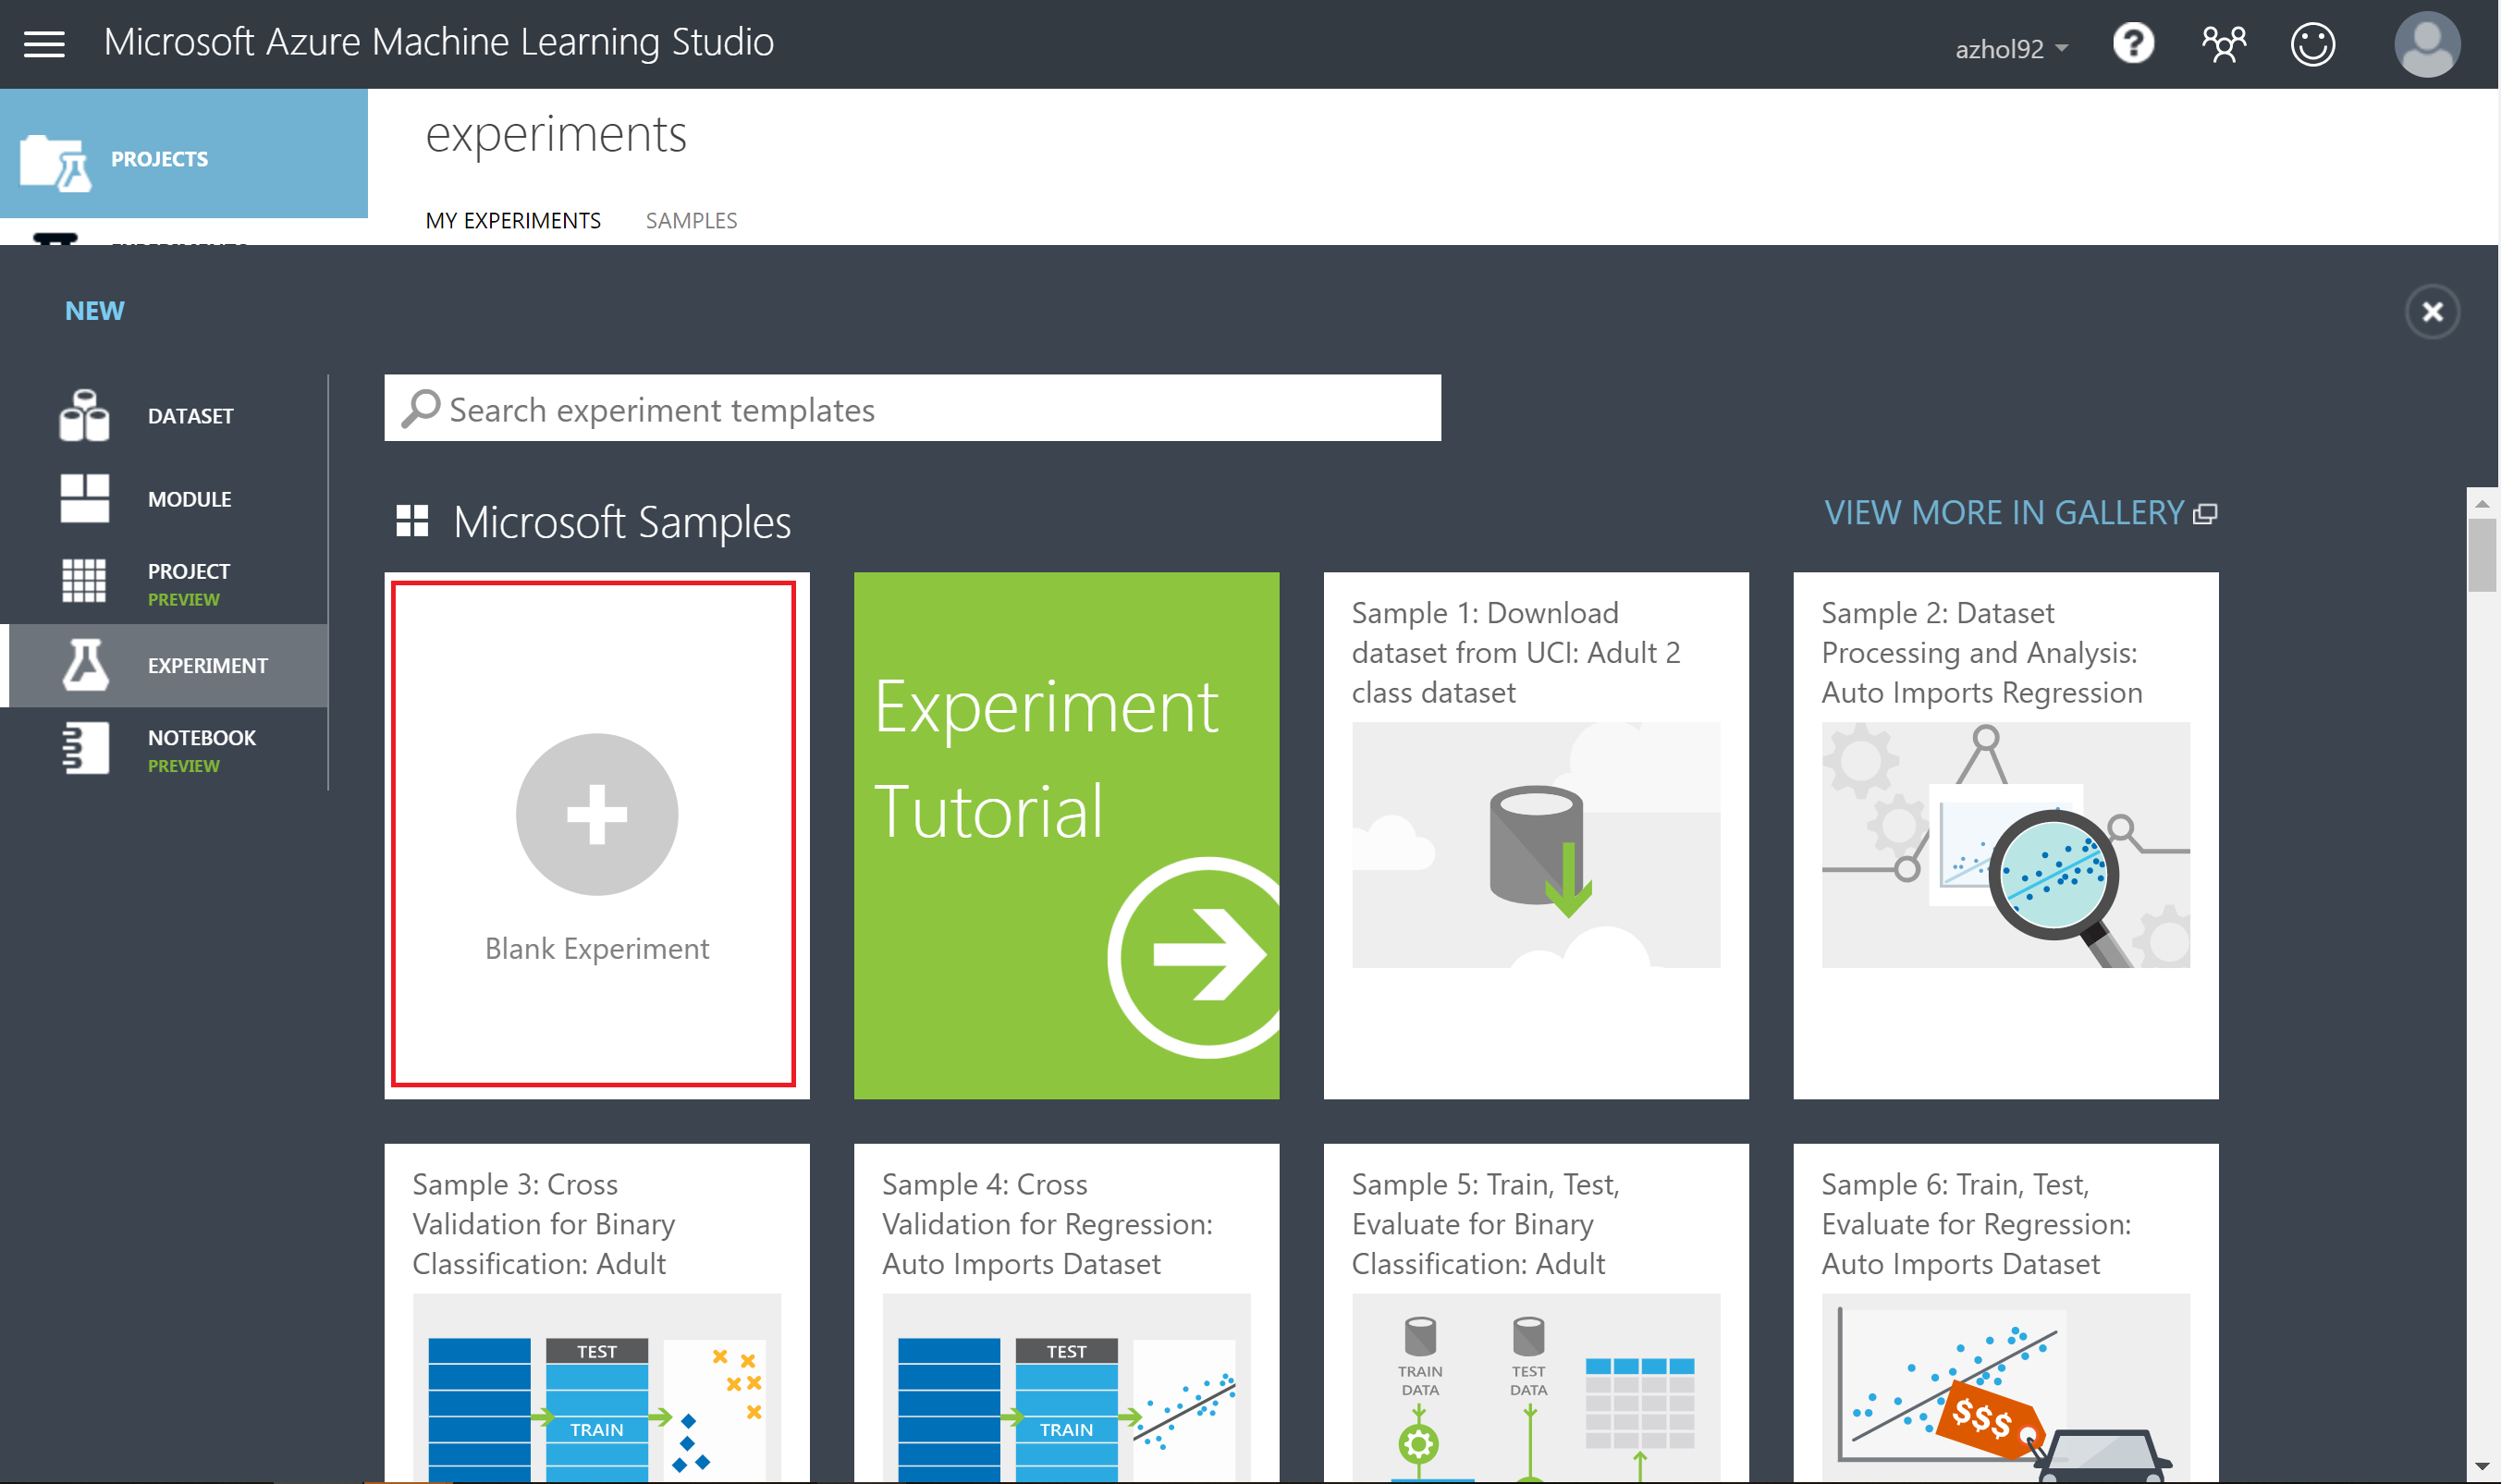 Microsoft Azure Machine Learning Studio
azhol92
PROJECTS
experiments
MY EXPERIMENTS
SAMPLES
NEW
DATASET
MODULE
PROJECT
PREVIEW
EXPERIMENT
NOTEBOOK
PREVIEW
Search experiment templates
Microsoft Samples
VIEW MORE IN GALLERY
Blank Experiment
Experiment
Tutorial
Sample 1: Download
dataset from UCI: Adult 2
class dataset
Sample 2: Dataset
Processing and Analysis:
Auto Imports Regression
Sample 3: Cross
Validation for Binary
Classification: Adult
TEST
TRAIN
Sample 4: Cross
Validation for Regression:
Auto Imports Dataset
TEST
TRAIN
Sample 5: Train, Test,
Evaluate for Binary
Classification: Adult
TRAIN
DATA
TEST
DATA
Sample 6: Train, Test,
Evaluate for Regression:
Auto Imports Dataset
$$$